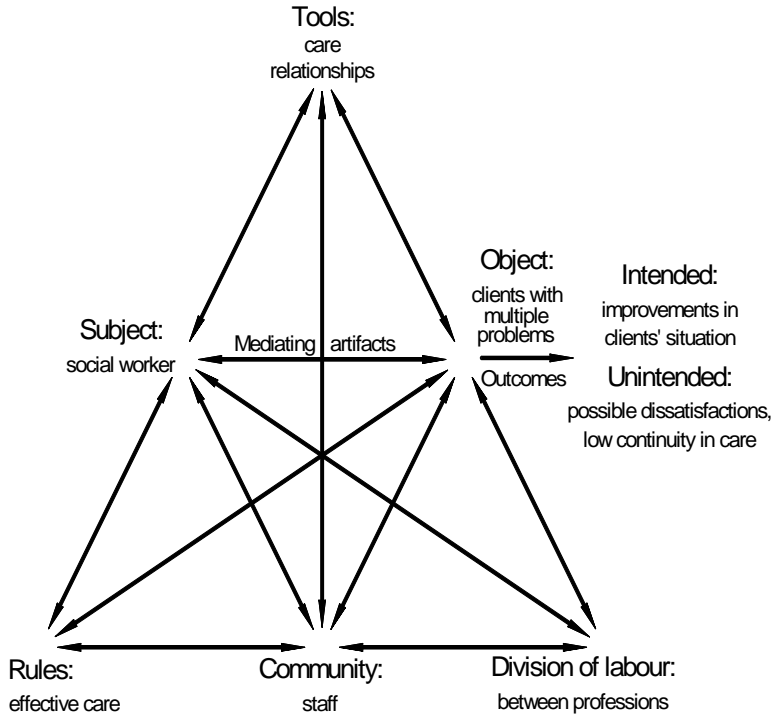 Tools:
care
relationships
Object:
clients with
multiple
problems
Intended:
improvements in
clients' situation
Subject:
social worker
Mediating artifacts
Outcomes
Unintended:
possible dissatisfactions,
low continuity in care
Rules:
effective care
Community:
staff
Division of labour:
between professions